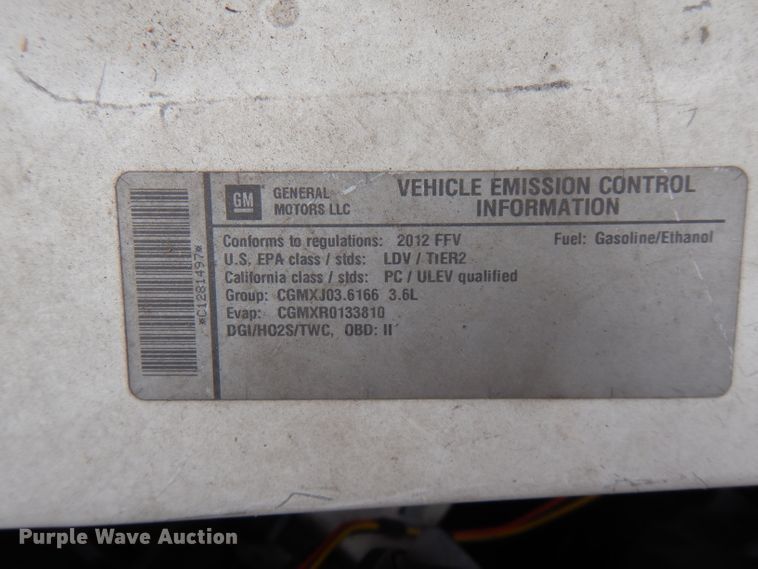 *C1281497*
GM
GENERAL
MOTORS LLC
VEHICLE EMISSION CONTROL
INFORMATION
Conforms to regulations: 2012 FFV Fuel: Gasoline/Ethanol
U.S. EPA class / stds: LDV / TIER2
California class / stds: PC / ULEV qualified
Group: CGMXJ03.6166 3.6L
Evap: CGMXR0133810
DGI/HO2S/TWC, OBD: II
Purple Wave Auction